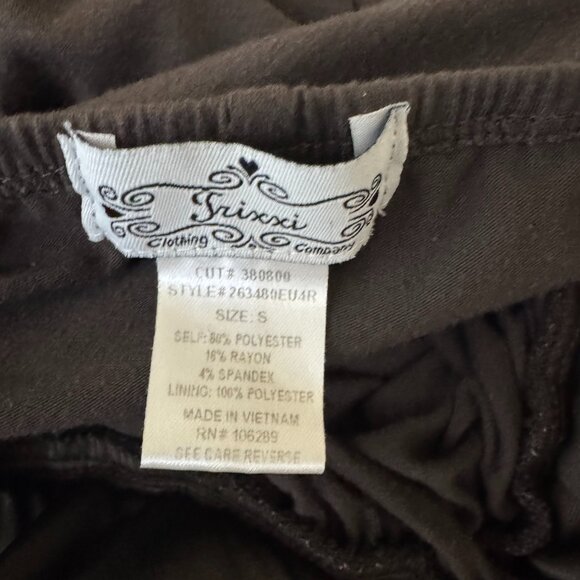 Trixxi
Clothing Company
CUT# 380800
STYLE# 263480EU4R
SIZE: S
SELF: 80% POLYESTER
16% RAYON
4% SPANDEX
LINING: 100% POLYESTER
MADE IN VIETNAM
RN# 106289
SEE CARE REVERSE